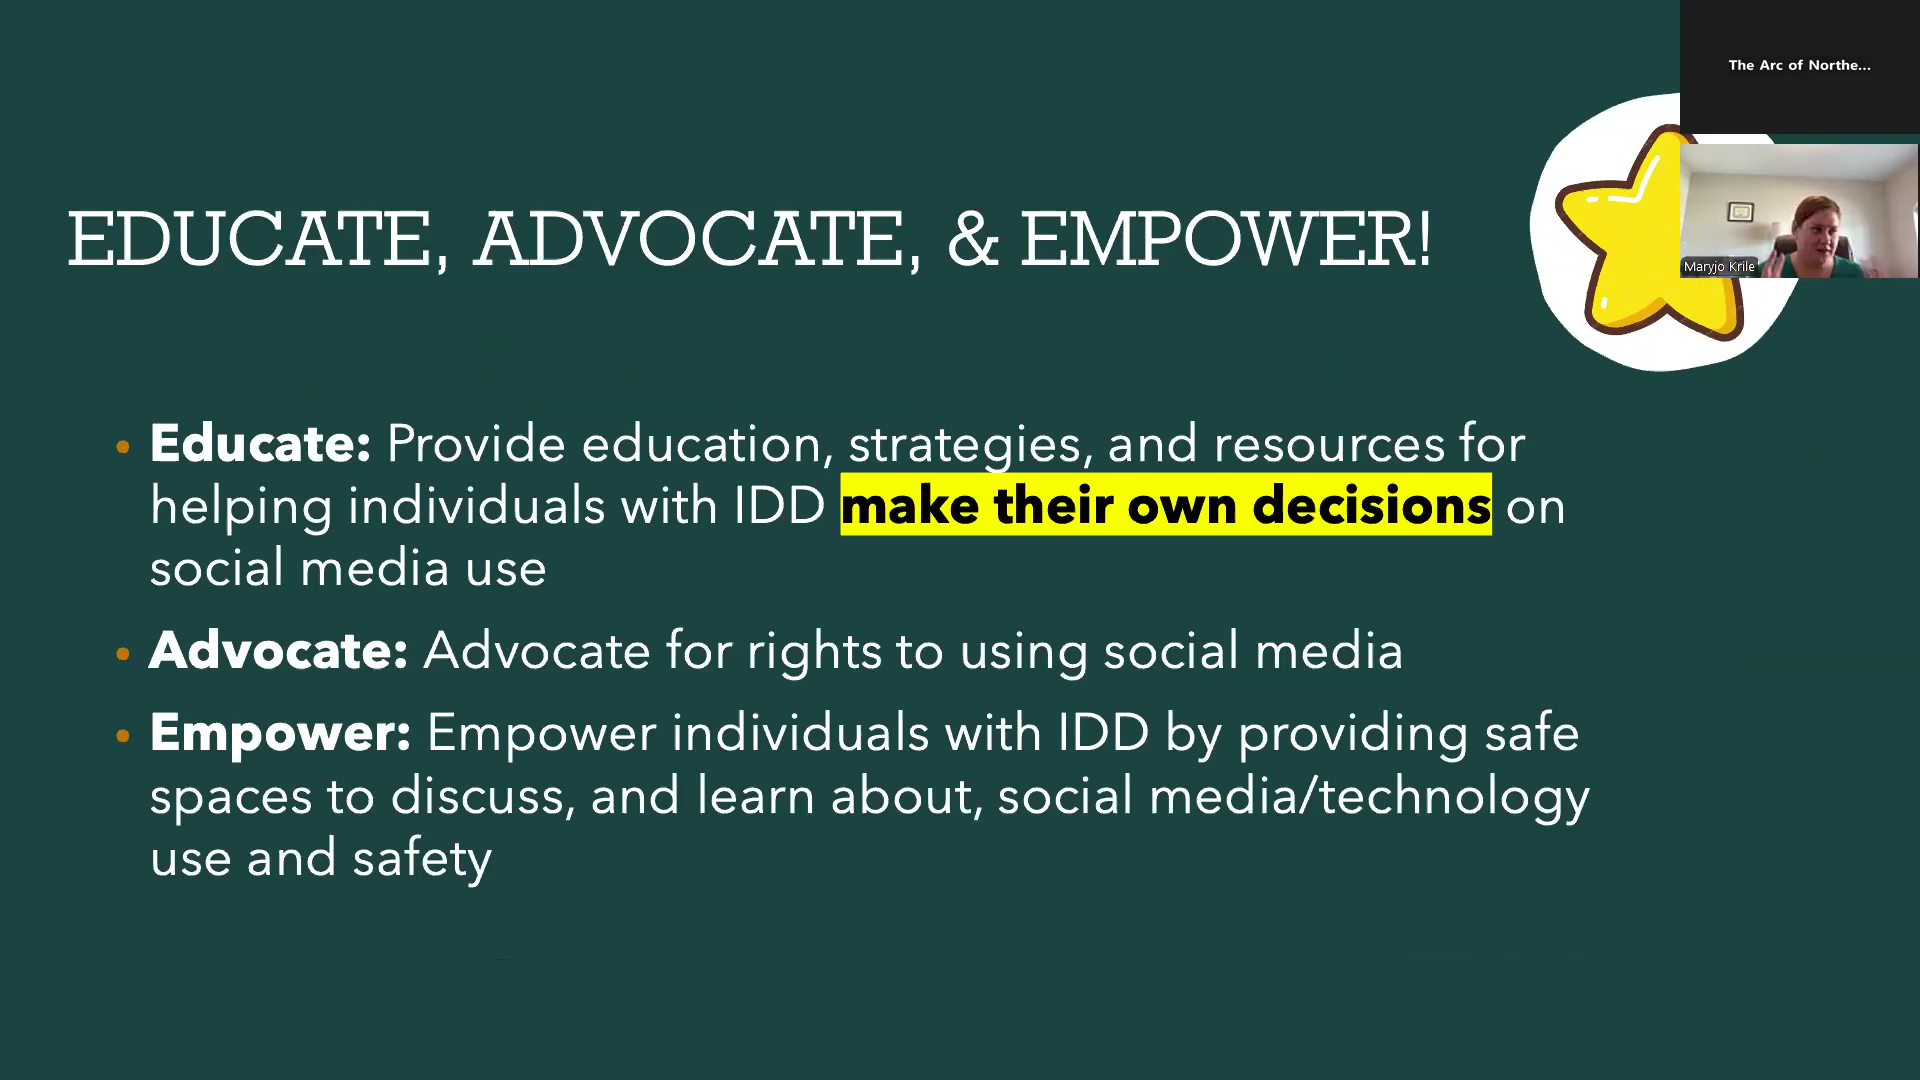 The Arc of Northe...
EDUCATE, ADVOCATE, & EMPOWER!
Maryjo Krile
• Educate: Provide education, strategies, and resources for
helping individuals with IDD make their own decisions on
social media use
• Advocate: Advocate for rights to using social media
• Empower: Empower individuals with IDD by providing safe
spaces to discuss, and learn about, social media/technology
use and safety